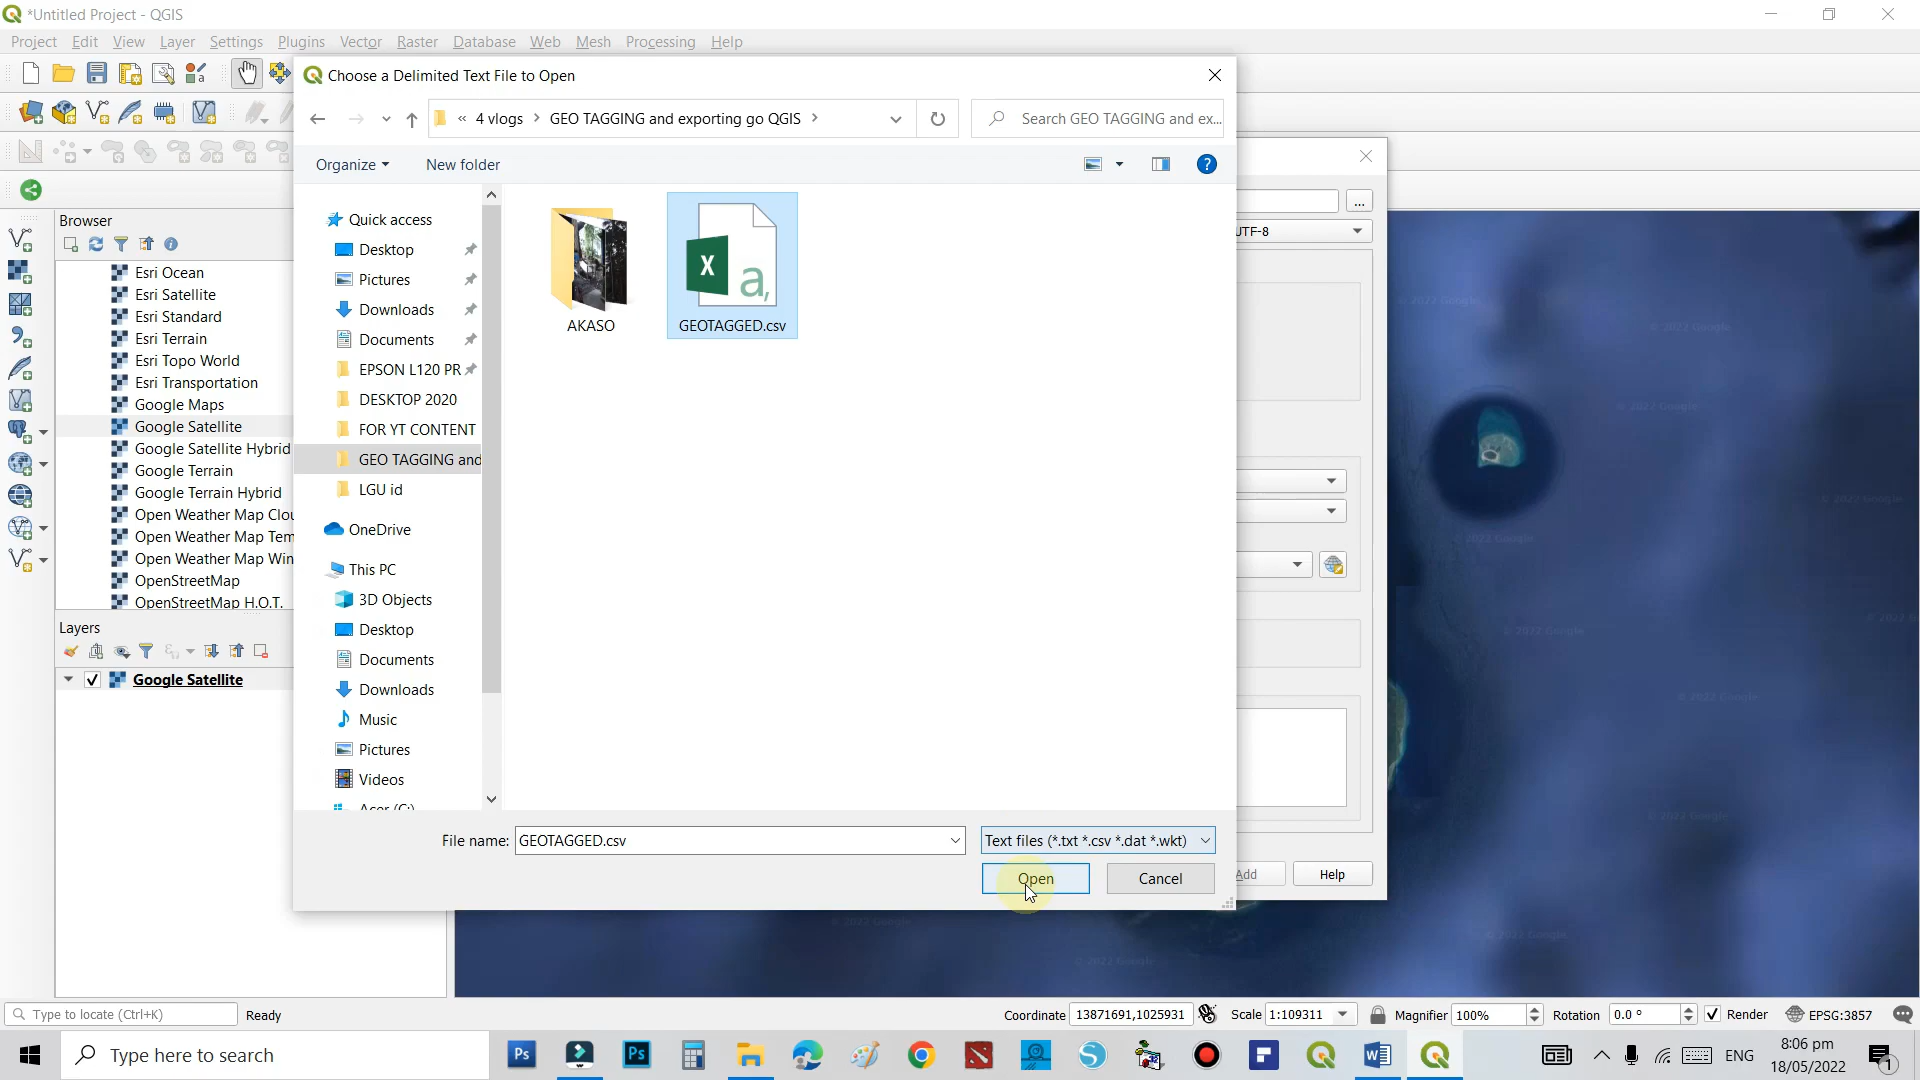 *Untitled Project - QGIS
Project Edit View Layer Settings Plugins Vector Raster Database Web Mesh Processing Help
Choose a Delimited Text File to Open
« 4 vlogs > GEO TAGGING and exporting go QGIS >
Search GEO TAGGING and ex...
Organize
New folder
Quick access
Desktop
Pictures
Downloads
Documents
EPSON L120 PR
DESKTOP 2020
FOR YT CONTENT
GEO TAGGING and
LGU id
OneDrive
This PC
3D Objects
Desktop
Documents
Downloads
Music
Pictures
Videos
Acer (C:)
AKASO
GEOTAGGED.csv
File name: GEOTAGGED.csv
Text files (*.txt *.csv *.dat *.wkt)
Open
Cancel
...
UTF-8
Add
Help
Browser
Esri Ocean
Esri Satellite
Esri Standard
Esri Terrain
Esri Topo World
Esri Transportation
Google Maps
Google Satellite
Google Satellite Hybrid
Google Terrain
Google Terrain Hybrid
Open Weather Map Clou
Open Weather Map Tem
Open Weather Map Win
OpenStreetMap
OpenStreetMap H.O.T.
Layers
Google Satellite
Type to locate (Ctrl+K)
Ready
Coordinate 13871691,1025931
Scale 1:109311
Magnifier 100%
Rotation 0.0 °
Render
EPSG:3857
Type here to search
ENG
8:06 pm
18/05/2022
1